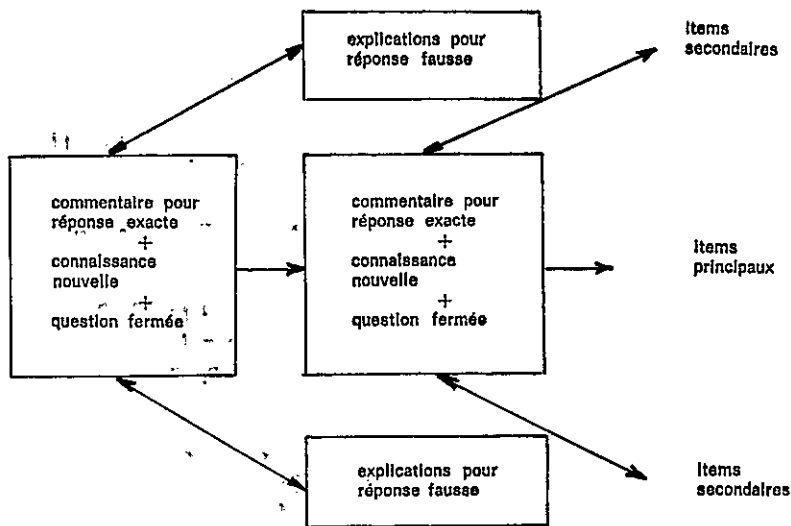 explications pour
réponse fausse
Items
secondaires
commentaire pour
réponse exacte
+
connaissance
nouvelle
+
question fermée
commentaire pour
réponse exacte
+
connaissance
nouvelle
+
question fermée
Items
principaux
explications pour
réponse fausse
Items
secondaires